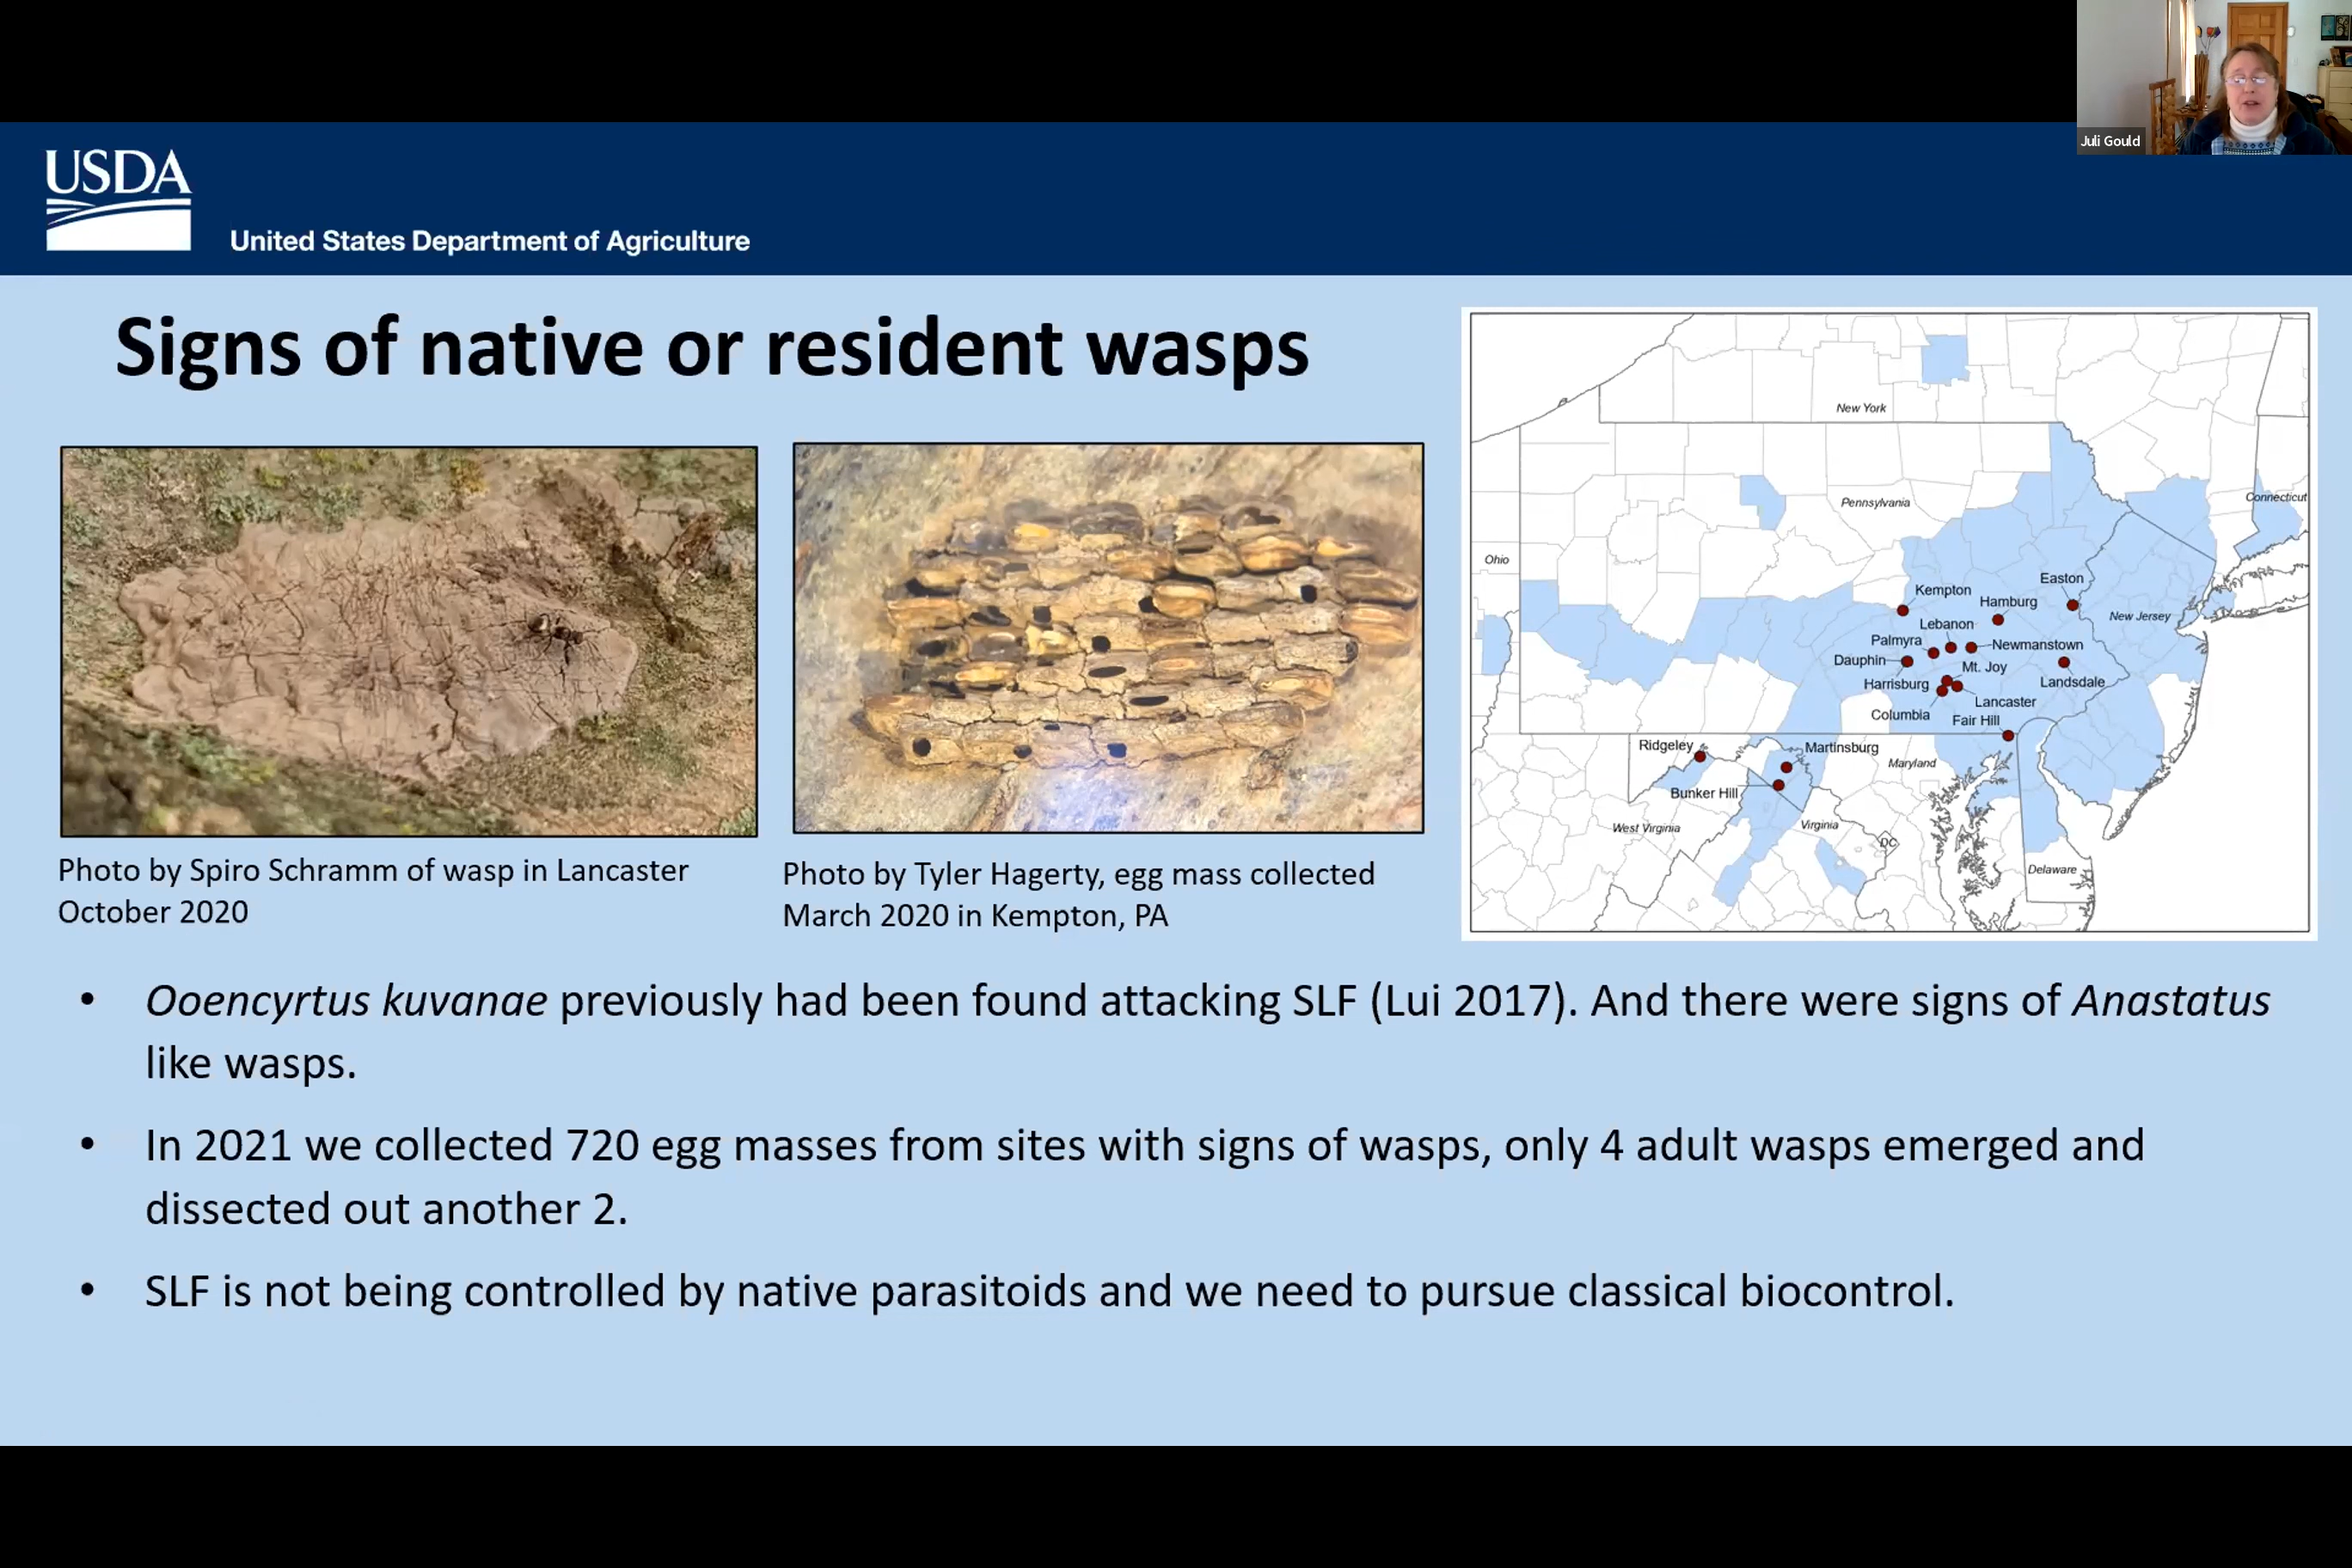 Juli Gould
USDA
United States Department of Agriculture
Signs of native or resident wasps
Photo by Spiro Schramm of wasp in Lancaster
October 2020
Photo by Tyler Hagerty, egg mass collected
March 2020 in Kempton, PA
New York
Pennsylvania
Connecticut
Ohio
Easton
Kempton
Hamburg
New Jersey
Lebanon
Palmyra
Newmanstown
Dauphin
Mt. Joy
Harrisburg
Landsdale
Lancaster
Columbia
Fair Hill
Ridgeley
Martinsburg
Maryland
Bunker Hill
West Virginia
Virginia
DC
Delaware
• Ooencyrtus kuvanae previously had been found attacking SLF (Lui 2017). And there were signs of Anastatus
like wasps.
• In 2021 we collected 720 egg masses from sites with signs of wasps, only 4 adult wasps emerged and
dissected out another 2.
• SLF is not being controlled by native parasitoids and we need to pursue classical biocontrol.